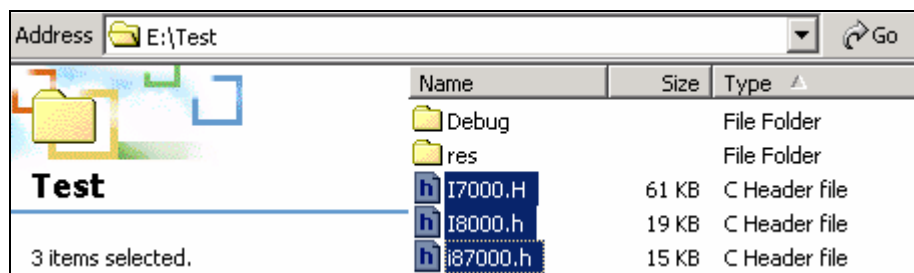 Address E:\Test Go
Name Size Type
Debug File Folder
res File Folder
Test
I7000.H 61 KB C Header file
I8000.h 19 KB C Header file
3 items selected.
i87000.h 15 KB C Header file